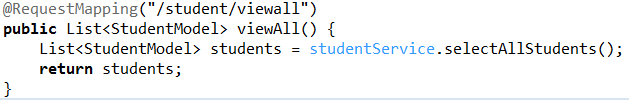 @RequestMapping("/student/viewall")
public List<StudentModel> viewAll() {
    List<StudentModel> students = studentService.selectAllStudents();
    return students;
}